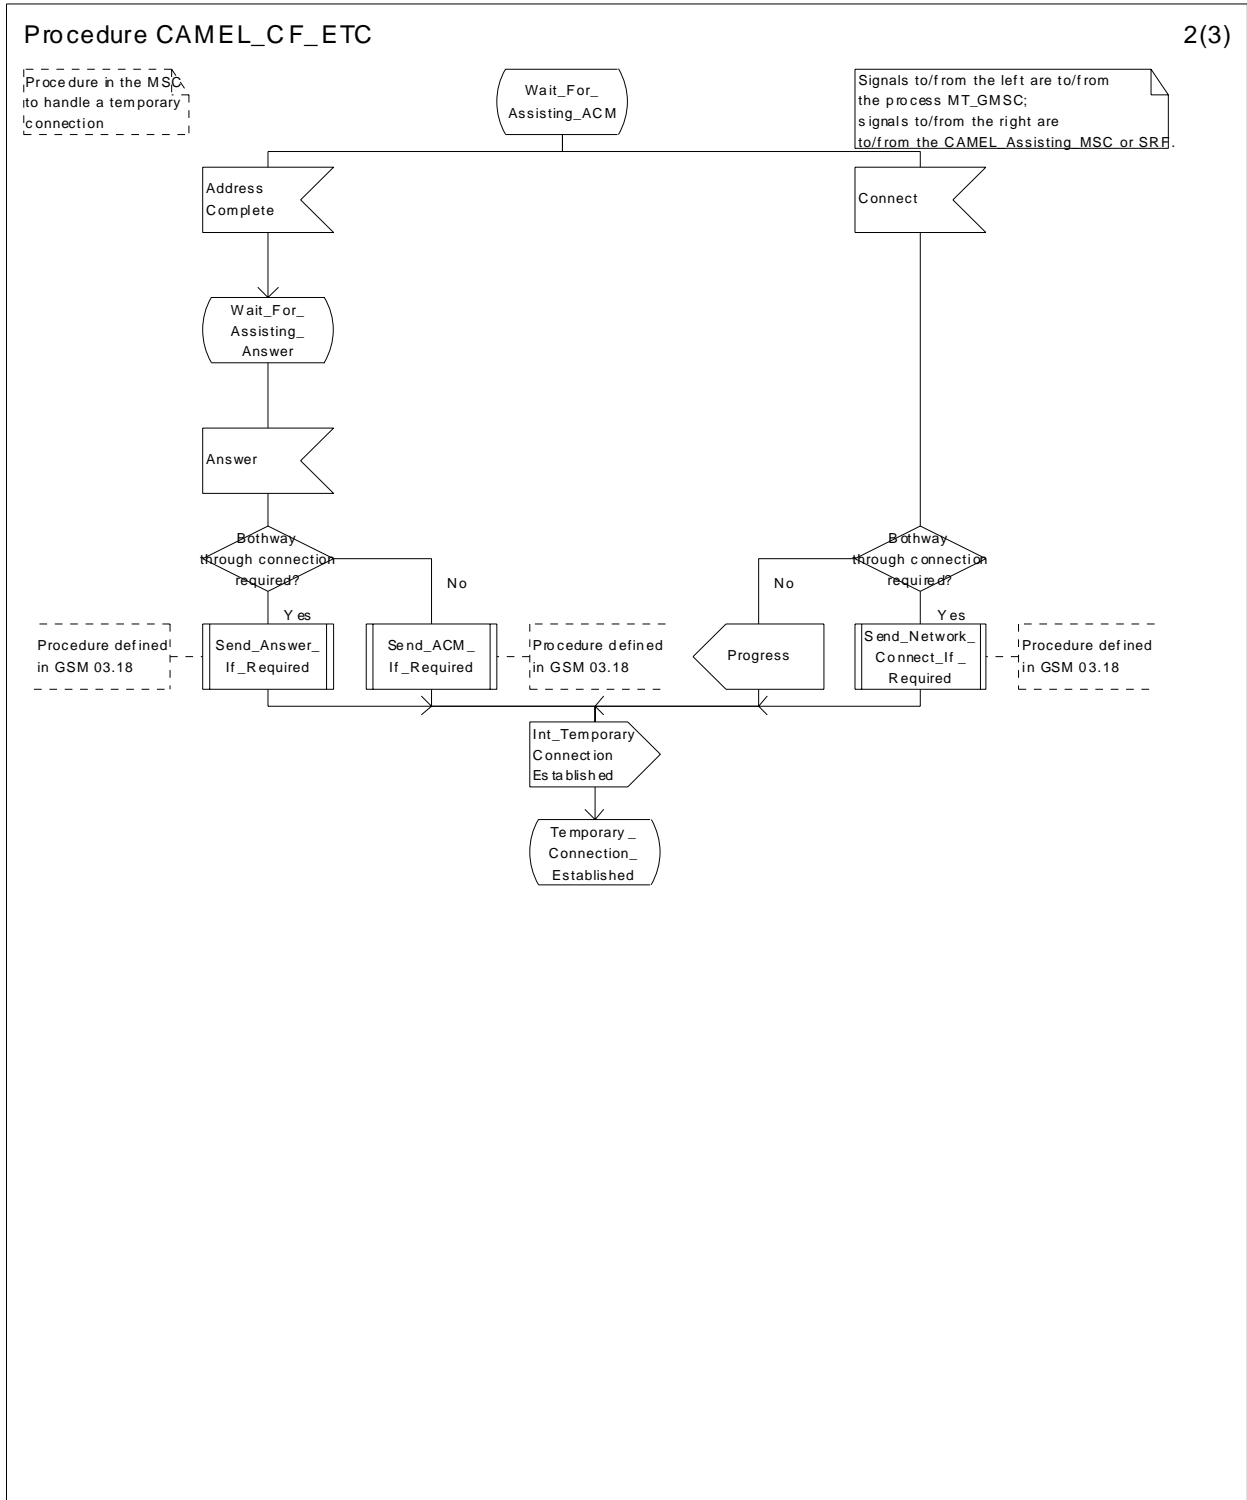 Procedure CAMEL_CF_ETC
2(3)
Procedure in the MSC
to handle a temporary
connection
Wait_For_
Assisting_ACM
Signals to/from the left are to/from
the process MT_GMSC;
signals to/from the right are
to/from the CAMEL_Assisting_MSC or SRF.
Address
Complete
Connect
Wait_For_
Assisting_
Answer
Answer
Bothway
through connection
required?
No
Yes
Bothway
through connection
required?
No
Yes
Procedure defined
in GSM 03.18
Send_Answer_
If_Required
Send_ACM_
If_Required
Procedure defined
in GSM 03.18
Progress
Send_Network_
Connect_If_
Required
Procedure defined
in GSM 03.18
Int_Temporary
Connection
Established
Temporary_
Connection_
Established